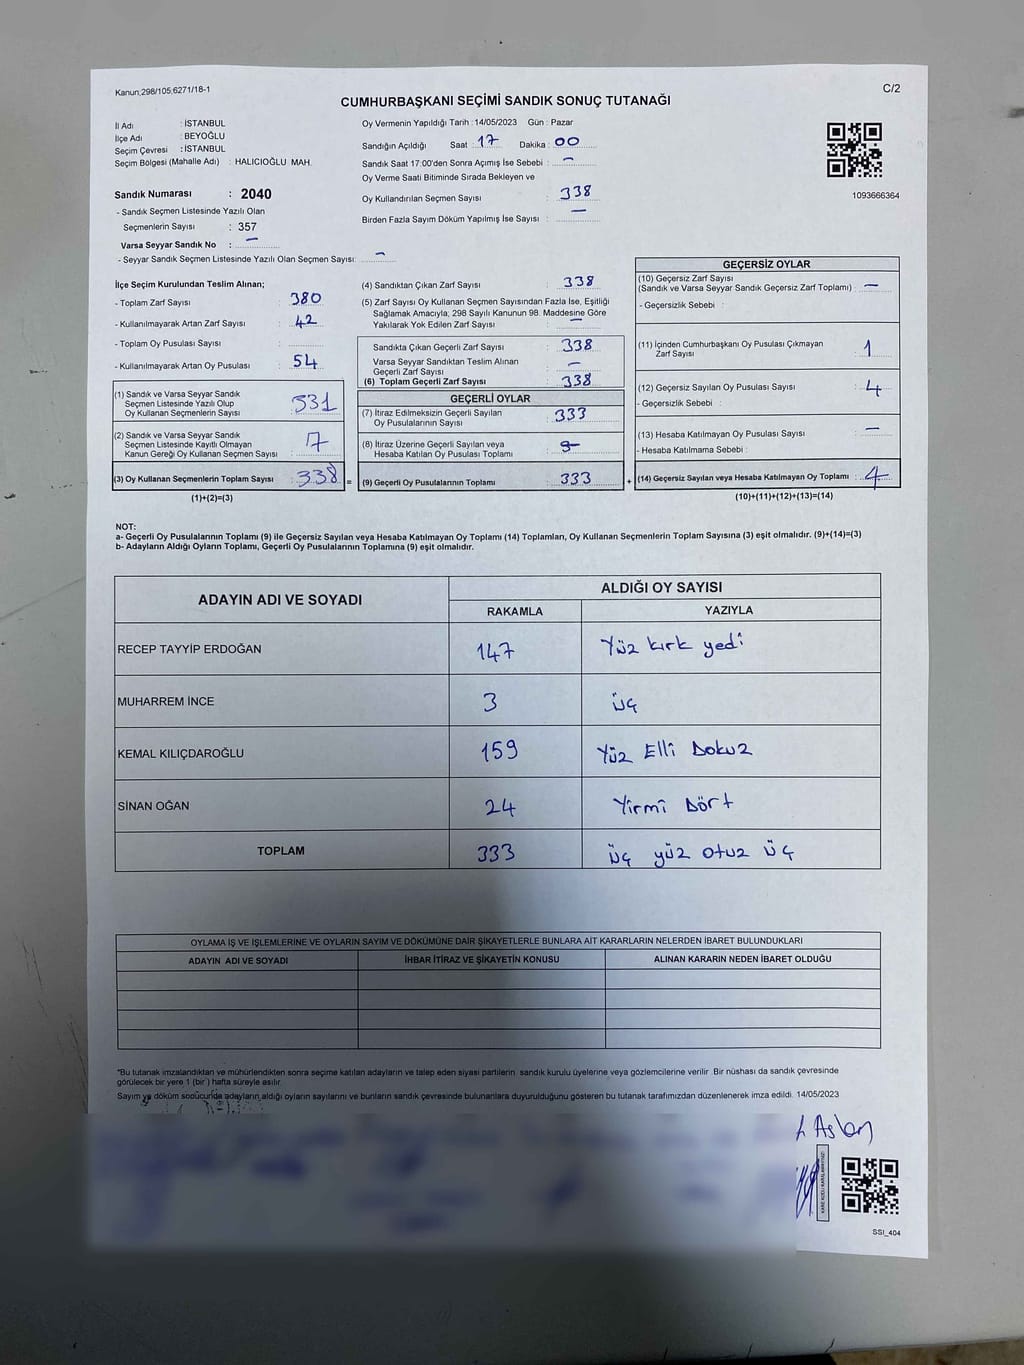 Kanun;298/105;6271/18-1
C/2
CUMHURBAŞKANI SEÇİMİ SANDIK SONUÇ TUTANAĞI
İl Adı : İSTANBUL
İlçe Adı : BEYOĞLU
Seçim Çevresi : İSTANBUL
Seçim Bölgesi (Mahalle Adı) : HALICIOĞLU MAH.
Sandık Numarası : 2040
- Sandık Seçmen Listesinde Yazılı Olan
Seçmenlerin Sayısı : 357
Varsa Seyyar Sandık No : -
- Seyyar Sandık Seçmen Listesinde Yazılı Olan Seçmen Sayısı: -
Oy Vermenin Yapıldığı Tarih : 14/05/2023 Gün : Pazar
Sandığın Açıldığı Saat : 17 Dakika : 00
Sandık Saat 17:00'den Sonra Açımış İse Sebebi : -
Oy Verme Saati Bitiminde Sırada Bekleyen ve
Oy Kullandırılan Seçmen Sayısı : 338
Birden Fazla Sayım Döküm Yapılmış İse Sayısı : -
1093666364
İlçe Seçim Kurulundan Teslim Alınan;
- Toplam Zarf Sayısı : 380
- Kullanılmayarak Artan Zarf Sayısı : 42
- Toplam Oy Pusulası Sayısı :
- Kullanılmayarak Artan Oy Pusulası : 54
(1) Sandık ve Varsa Seyyar Sandık
Seçmen Listesinde Yazılı Olup
Oy Kullanan Seçmenlerin Sayısı : 331
(2) Sandık ve Varsa Seyyar Sandık
Seçmen Listesinde Kayıtlı Olmayan
Kanun Gereği Oy Kullanan Seçmen Sayısı : 7
(3) Oy Kullanan Seçmenlerin Toplam Sayısı : 338 =
(1)+(2)=(3)
(4) Sandıktan Çıkan Zarf Sayısı : 338
(5) Zarf Sayısı Oy Kullanan Seçmen Sayısından Fazla İse, Eşitliği
Sağlamak Amacıyla; 298 Sayılı Kanunun 98. Maddesine Göre
Yakılarak Yok Edilen Zarf Sayısı : -
Sandıkta Çıkan Geçerli Zarf Sayısı : 338
Varsa Seyyar Sandıktan Teslim Alınan
Geçerli Zarf Sayısı : -
(6) Toplam Geçerli Zarf Sayısı : 338
GEÇERLİ OYLAR
(7) İtiraz Edilmeksizin Geçerli Sayılan
Oy Pusulalarının Sayısı : 333
(8) İtiraz Üzerine Geçerli Sayılan veya
Hesaba Katılan Oy Pusulası Toplamı :
(9) Geçerli Oy Pusulalarının Toplamı : 333 +
GEÇERSİZ OYLAR
(10) Geçersiz Zarf Sayısı
(Sandık ve Varsa Seyyar Sandık Geçersiz Zarf Toplamı) : -
- Geçersizlik Sebebi :
(11) İçinden Cumhurbaşkanı Oy Pusulası Çıkmayan
Zarf Sayısı : 1
(12) Geçersiz Sayılan Oy Pusulası Sayısı : 4
- Geçersizlik Sebebi :
(13) Hesaba Katılmayan Oy Pusulası Sayısı : -
- Hesaba Katılmama Sebebi :
(14) Geçersiz Sayılan veya Hesaba Katılmayan Oy Toplamı : 4
(10)+(11)+(12)+(13)=(14)
NOT:
a- Geçerli Oy Pusulalarının Toplamı (9) ile Geçersiz Sayılan veya Hesaba Katılmayan Oy Toplamı (14) Toplamları, Oy Kullanan Seçmenlerin Toplam Sayısına (3) eşit olmalıdır. (9)+(14)=(3)
b- Adayların Aldığı Oyların Toplamı, Geçerli Oy Pusulalarının Toplamına (9) eşit olmalıdır.
ADAYIN ADI VE SOYADI ALDIĞI OY SAYISI
RAKAMLA YAZIYLA
RECEP TAYYİP ERDOĞAN 147 Yüz kırk yedi
MUHARREM İNCE 3 üç
KEMAL KILIÇDAROĞLU 159 Yüz Elli Dokuz
SİNAN OĞAN 24 Yirmi Dört
TOPLAM 333 üç yüz otuz üç
OYLAMA İŞ VE İŞLEMLERİNE VE OYLARIN SAYIM VE DÖKÜMÜNE DAİR ŞİKAYETLERLE BUNLARA AİT KARARLARIN NELERDEN İBARET BULUNDUKLARI
ADAYIN ADI VE SOYADI İHBAR İTİRAZ VE ŞİKAYETİN KONUSU ALINAN KARARIN NEDEN İBARET OLDUĞU
*Bu tutanak imzalandıktan ve mühürlendikten sonra seçime katılan adayların ve talep eden siyasi partilerin, sandık kurulu üyelerine veya gözlemcilerine verilir. Bir nüshası da sandık çevresinde
görülecek bir yere 1 (bir ) hafta süreyle asılır.
Sayım ve döküm sonucunda adayların aldığı oyların sayılarını ve bunların sandık çevresinde bulunanlara duyurulduğunu gösteren bu tutanak tarafımızdan düzenlenerek imza edildi. 14/05/2023
Aslan
SSI_404